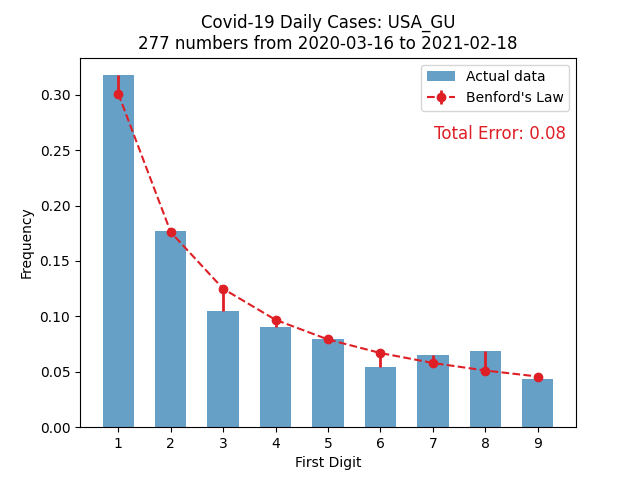 Covid-19 Daily Cases: USA_GU
277 numbers from 2020-03-16 to 2021-02-18
Actual data
Benford's Law
Total Error: 0.08
Frequency
0.30
0.25
0.20
0.15
0.10
0.05
0.00
1 2 3 4 5 6 7 8 9
First Digit